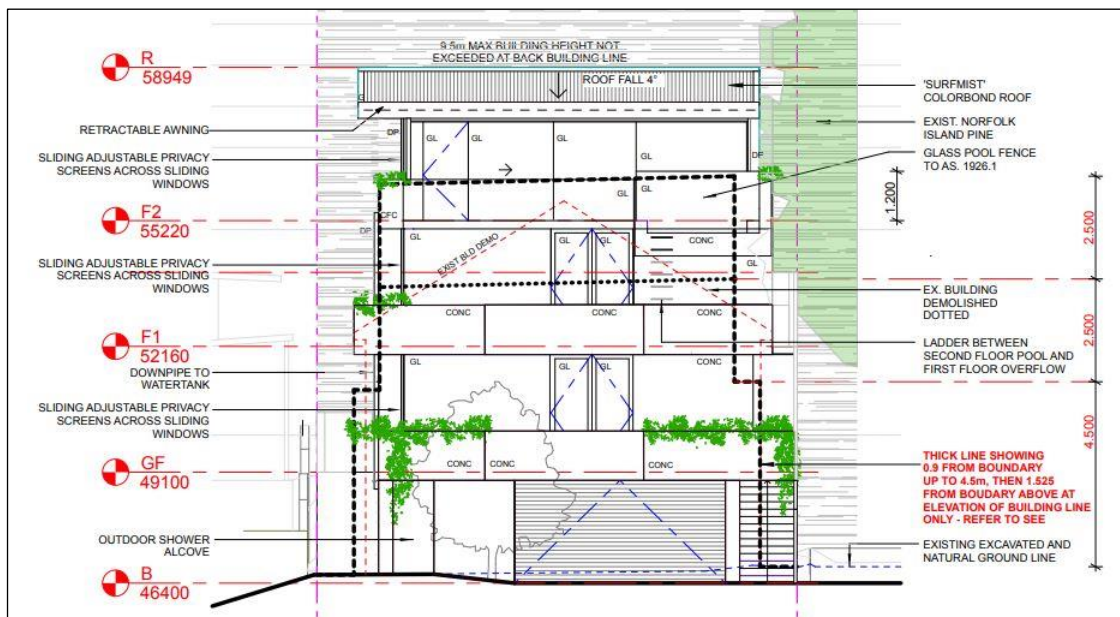 9.5m MAX BUILDING HEIGHT NOT
EXCEEDED AT BACK BUILDING LINE
R
58949
ROOF FALL 4°
'SURFMIST'
COLORBOND ROOF
RETRACTABLE AWNING
EXIST. NORFOLK
ISLAND PINE
DP
GL
GL
GL
GL
DP
SLIDING ADJUSTABLE PRIVACY
SCREENS ACROSS SLIDING
WINDOWS
GLASS POOL FENCE
TO AS. 1926.1
GL
GL
1.200
2.500
F2
55220
CFC
DP
GL
EXIST BLD DEMO
GL
GL
CONC
GL
SLIDING ADJUSTABLE PRIVACY
SCREENS ACROSS SLIDING
WINDOWS
EX. BUILDING
DEMOLISHED
DOTTED
CONC
CONC
CONC
2.500
F1
52160
LADDER BETWEEN
SECOND FLOOR POOL AND
FIRST FLOOR OVERFLOW
DOWNPIPE TO
WATERTANK
GL
GL
GL
CONC
SLIDING ADJUSTABLE PRIVACY
SCREENS ACROSS SLIDING
WINDOWS
4.500
GF
49100
CONC
CONC
CONC
THICK LINE SHOWING
0.9 FROM BOUNDARY
UP TO 4.5m, THEN 1.525
FROM BOUDARY ABOVE AT
ELEVATION OF BUILDING LINE
ONLY - REFER TO SEE
OUTDOOR SHOWER
ALCOVE
EXISTING EXCAVATED AND
NATURAL GROUND LINE
B
46400